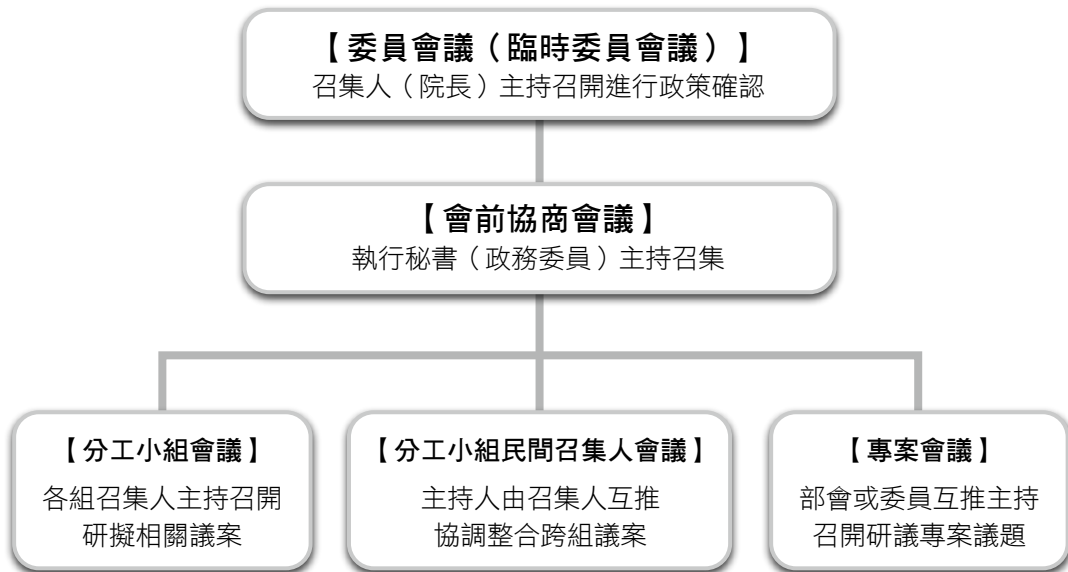 【委員會議（臨時委員會議）】
召集人（院長）主持召開進行政策確認
【會前協商會議】
執行秘書（政務委員）主持召集
【分工小組會議】
各組召集人主持召開
研擬相關議案
【分工小組民間召集人會議】
主持人由召集人互推
協調整合跨組議案
【專案會議】
部會或委員互推主持
召開研議專案議題